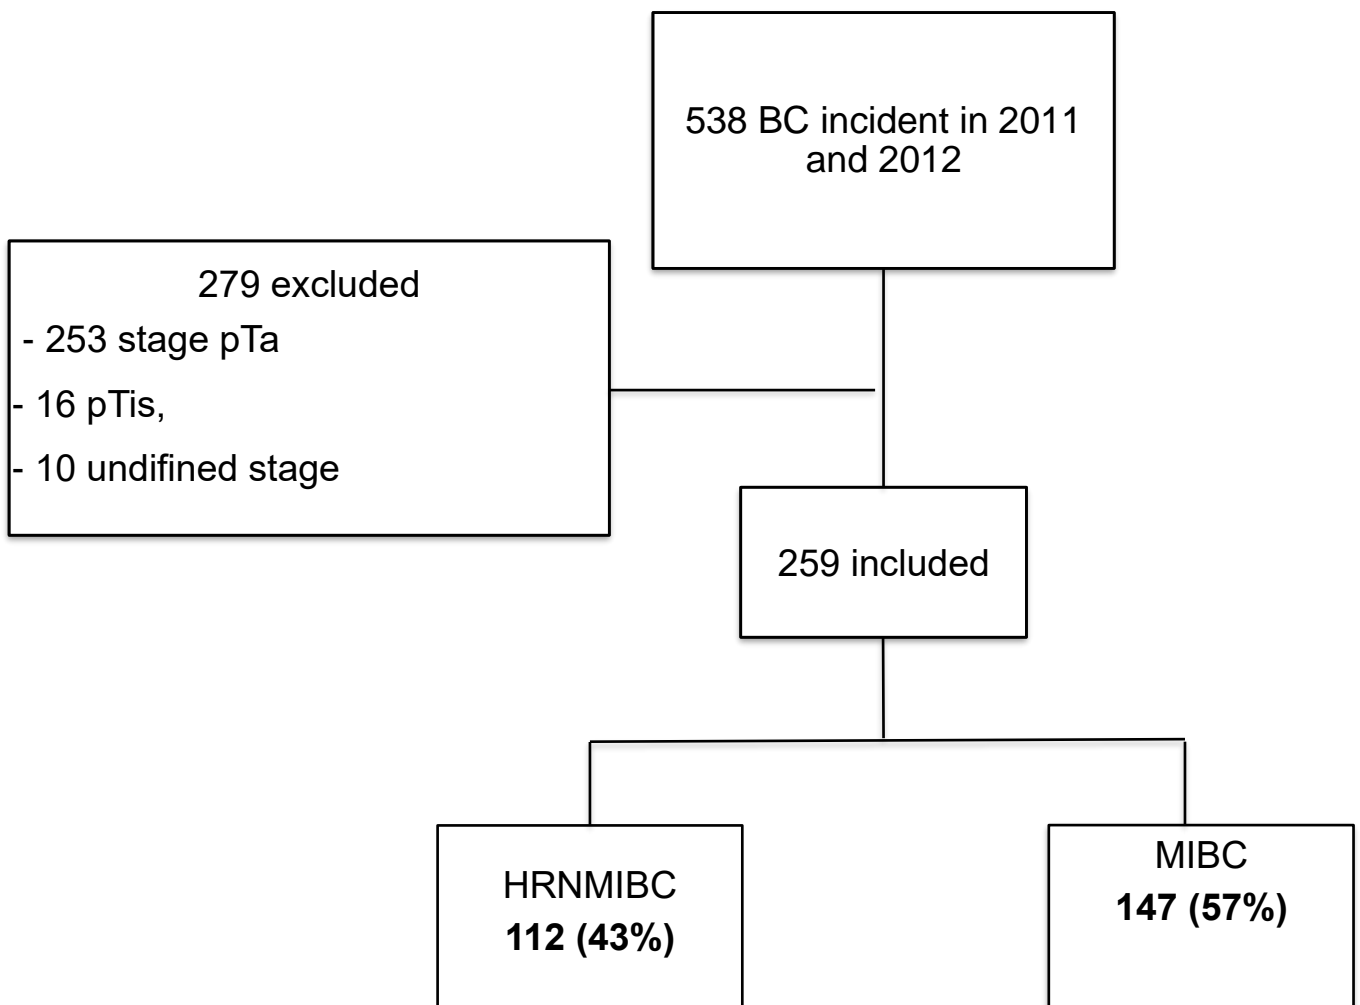 538 BC incident in 2011
and 2012
279 excluded
- 253 stage pTa
- 16 pTis,
- 10 undifined stage
259 included
HRNMIBC
112 (43%)
MIBC
147 (57%)